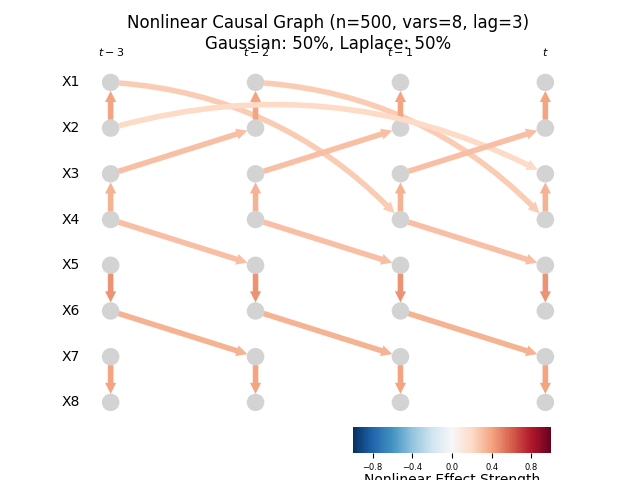 Nonlinear Causal Graph (n=500, vars=8, lag=3)
Gaussian: 50%, Laplace: 50%
t−3 t−2 t−1 t
X1
X2
X3
X4
X5
X6
X7
X8
−0.8 −0.4 0.0 0.4 0.8
Nonlinear Effect Strength